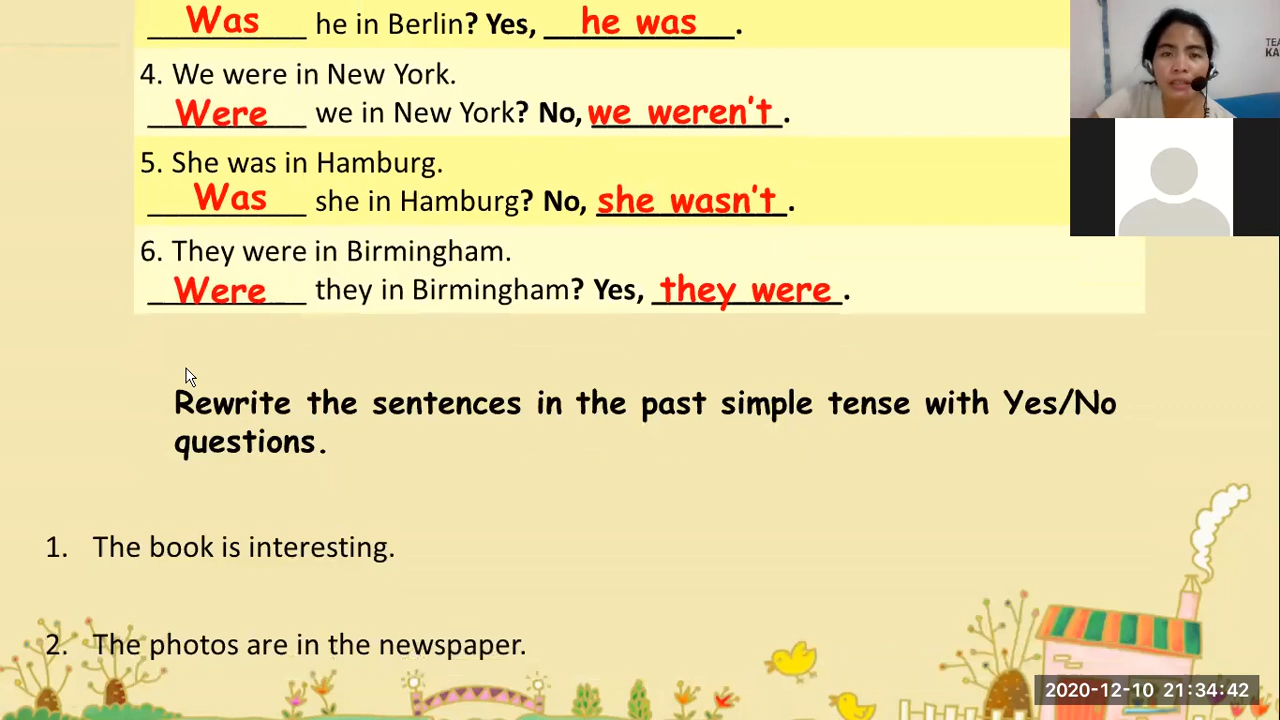 Was he in Berlin? Yes, he was.
4. We were in New York.
Were we in New York? No, we weren't.
5. She was in Hamburg.
Was she in Hamburg? No, she wasn't.
6. They were in Birmingham.
Were they in Birmingham? Yes, they were.
Rewrite the sentences in the past simple tense with Yes/No
questions.
1. The book is interesting.
2. The photos are in the newspaper.
2020-12-10 21:34:42